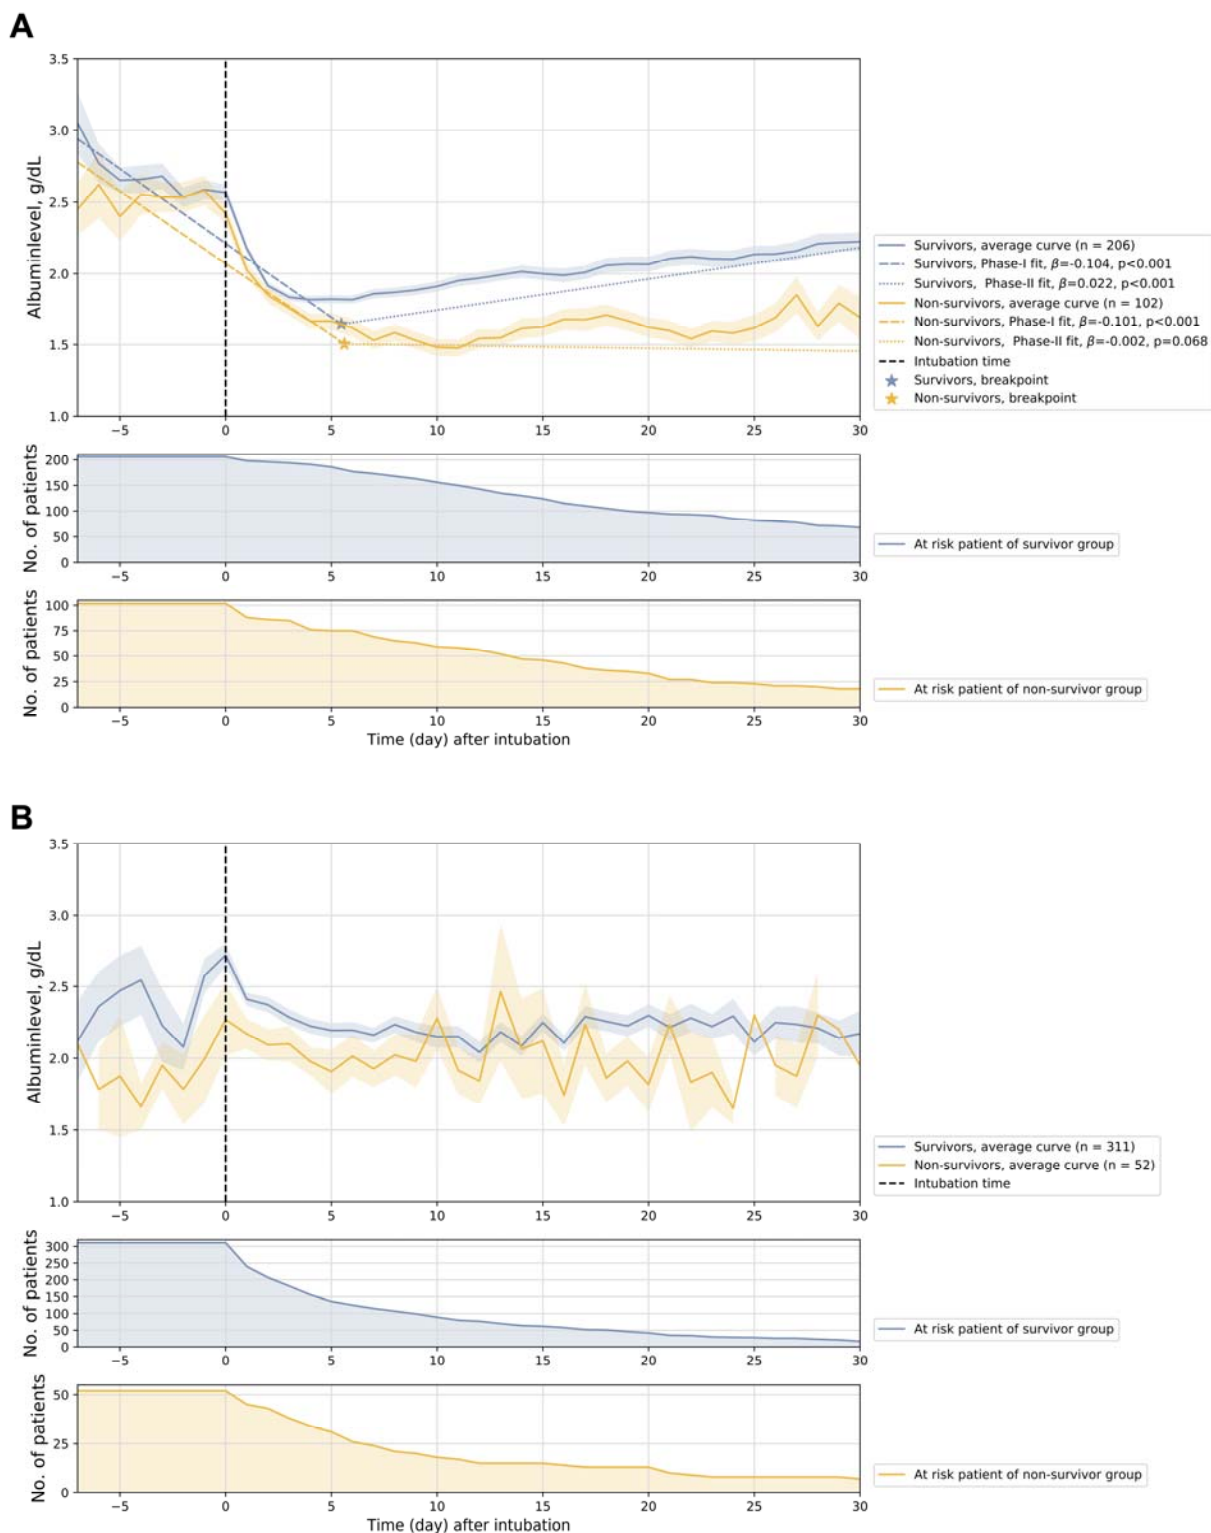 A
3.5
3.0
2.5
2.0
1.5
1.0
Albuminlevel, g/dL
−5 0 5 10 15 20 25 30
Survivors, average curve (n = 206)
Survivors, Phase-I fit, β=-0.104, p<0.001
Survivors, Phase-II fit, β=0.022, p<0.001
Non-survivors, average curve (n = 102)
Non-survivors, Phase-I fit, β=-0.101, p<0.001
Non-survivors, Phase-II fit, β=-0.002, p=0.068
Intubation time
Survivors, breakpoint
Non-survivors, breakpoint
200
150
100
50
0
No. of patients
−5 0 5 10 15 20 25 30
At risk patient of survivor group
100
75
50
25
0
No. of patients
−5 0 5 10 15 20 25 30
Time (day) after intubation
At risk patient of non-survivor group
B
3.5
3.0
2.5
2.0
1.5
1.0
Albuminlevel, g/dL
−5 0 5 10 15 20 25 30
Survivors, average curve (n = 311)
Non-survivors, average curve (n = 52)
Intubation time
300
250
200
150
100
50
0
No. of patients
−5 0 5 10 15 20 25 30
At risk patient of survivor group
50
25
0
No. of patients
−5 0 5 10 15 20 25 30
Time (day) after intubation
At risk patient of non-survivor group